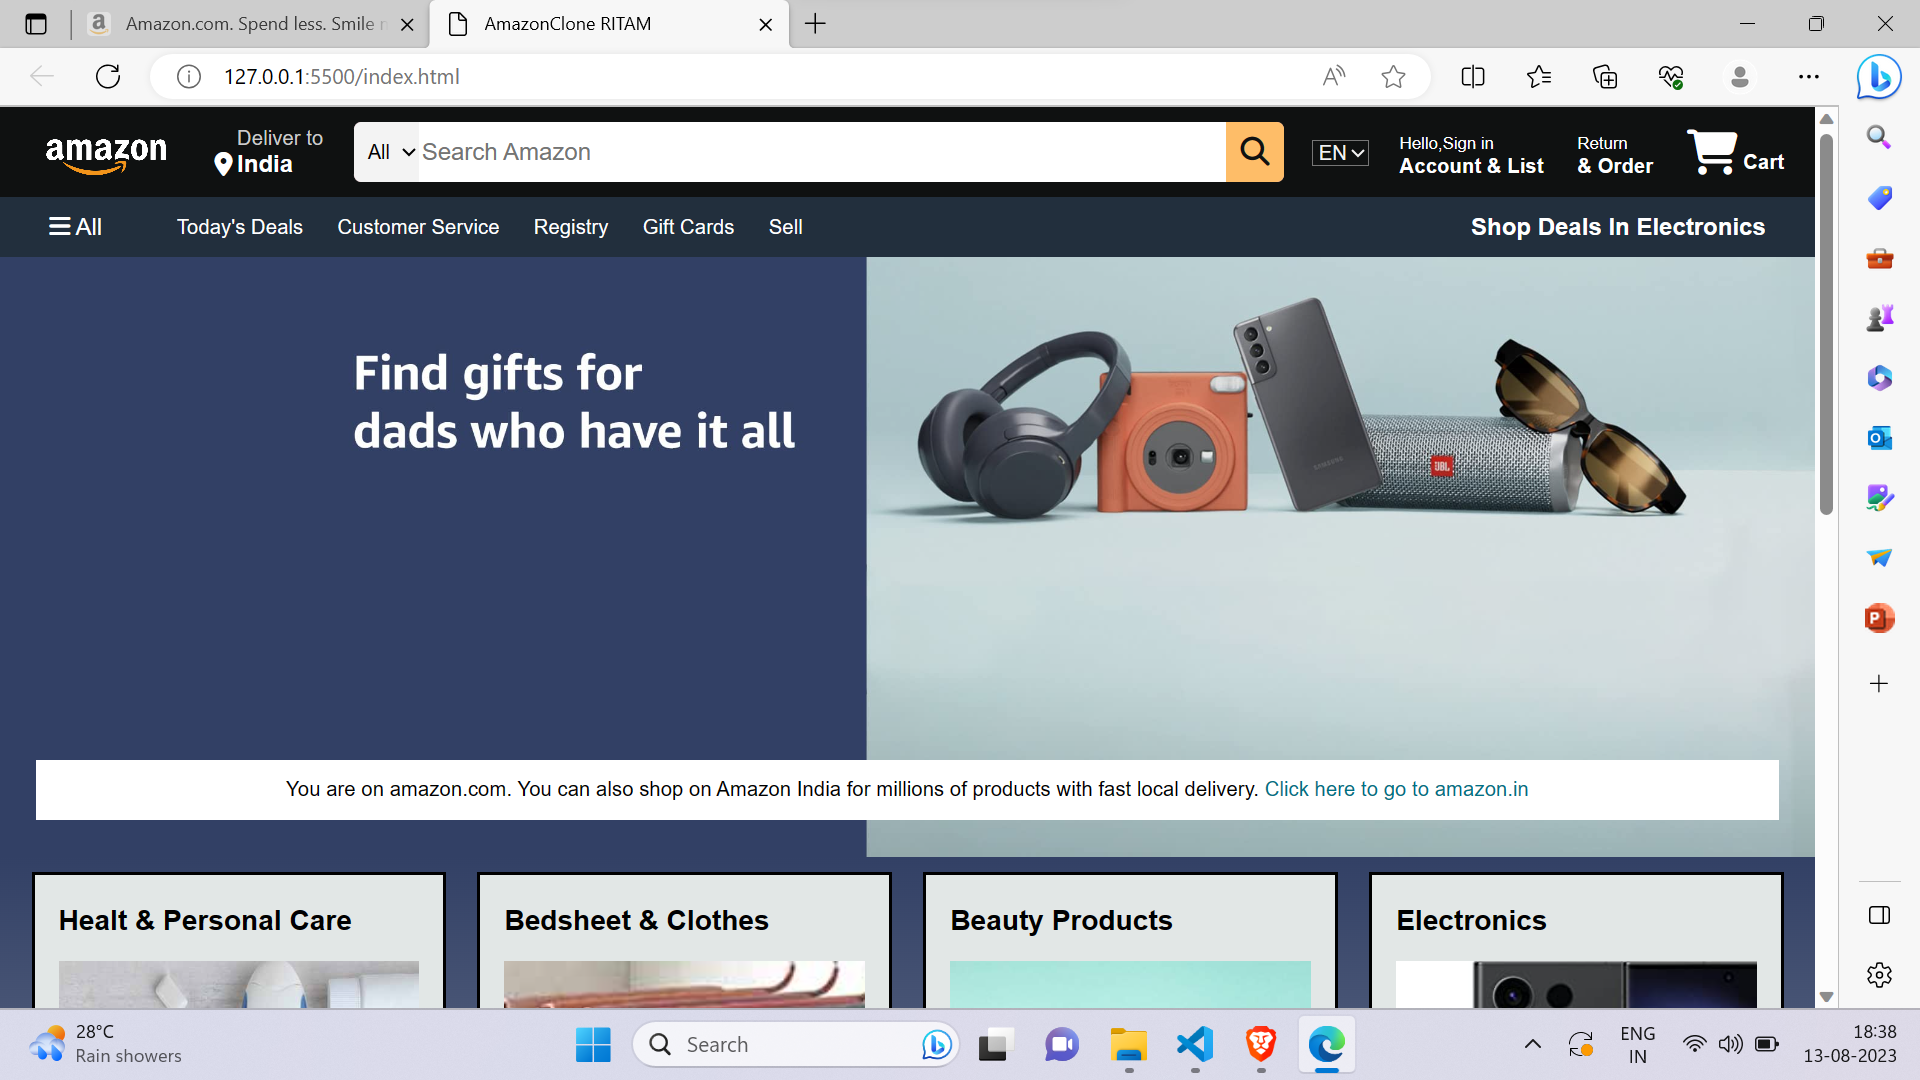 Amazon.com. Spend less. Smile
AmazonClone RITAM
127.0.0.1:5500/index.html
amazon
Deliver to
India
All
Search Amazon
EN
Hello,Sign in
Account & List
Return
& Order
Cart
All
Today's Deals
Customer Service
Registry
Gift Cards
Sell
Shop Deals In Electronics
Find gifts for
dads who have it all
SAMSUNG
JBL
You are on amazon.com. You can also shop on Amazon India for millions of products with fast local delivery. Click here to go to amazon.in
Healt & Personal Care
Bedsheet & Clothes
Beauty Products
Electronics
28°C
Rain showers
Search
ENG
IN
18:38
13-08-2023